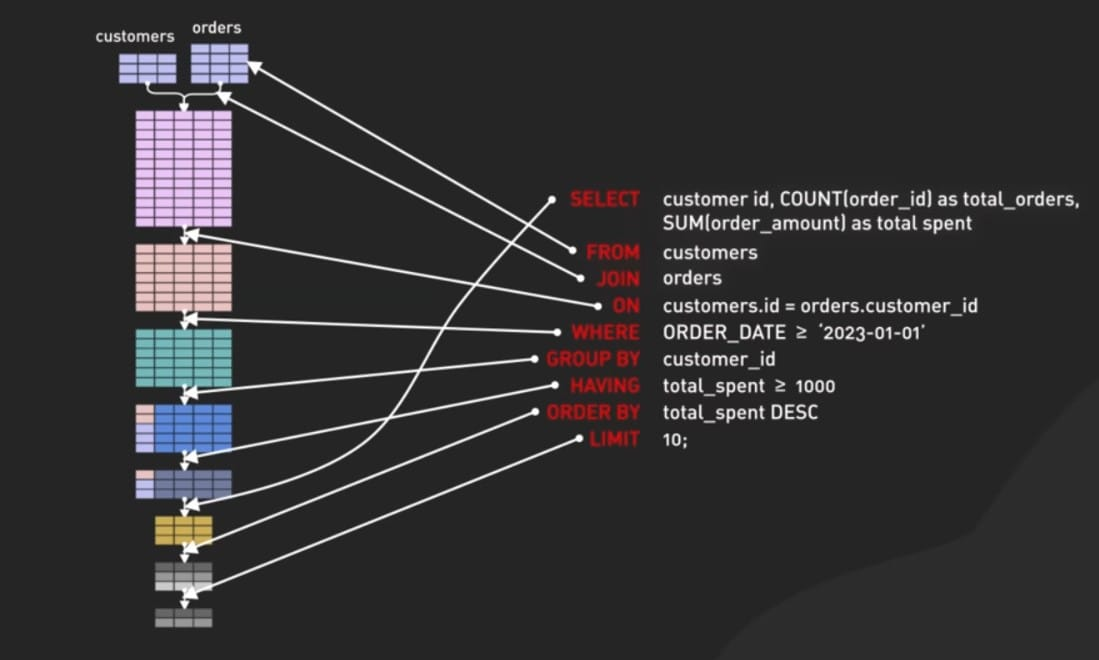 customers
orders
SELECT customer id, COUNT(order_id) as total_orders,
SUM(order_amount) as total spent
FROM customers
JOIN orders
ON customers.id = orders.customer_id
WHERE ORDER_DATE ≥ ‘2023-01-01’
GROUP BY customer_id
HAVING total_spent ≥ 1000
ORDER BY total_spent DESC
LIMIT 10;